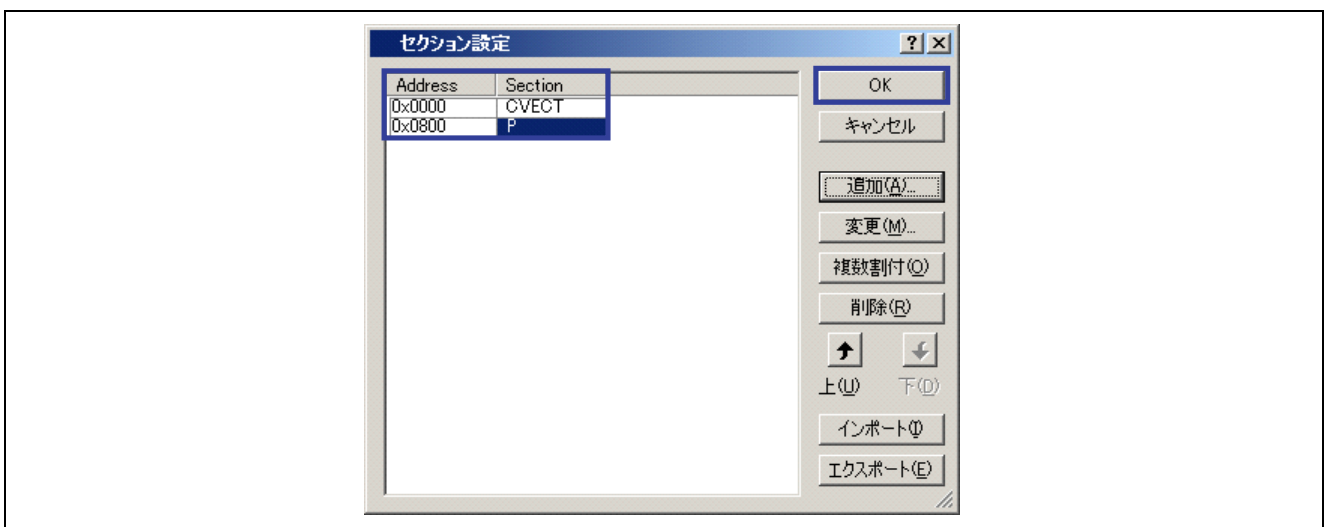 セクション設定
Address Section
0x0000 CVECT
0x0800 P
OK
キャンセル
追加(A)...
変更(M)...
複数割付(O)
削除(R)
上(U) 下(D)
インポート(I)
エクスポート(E)